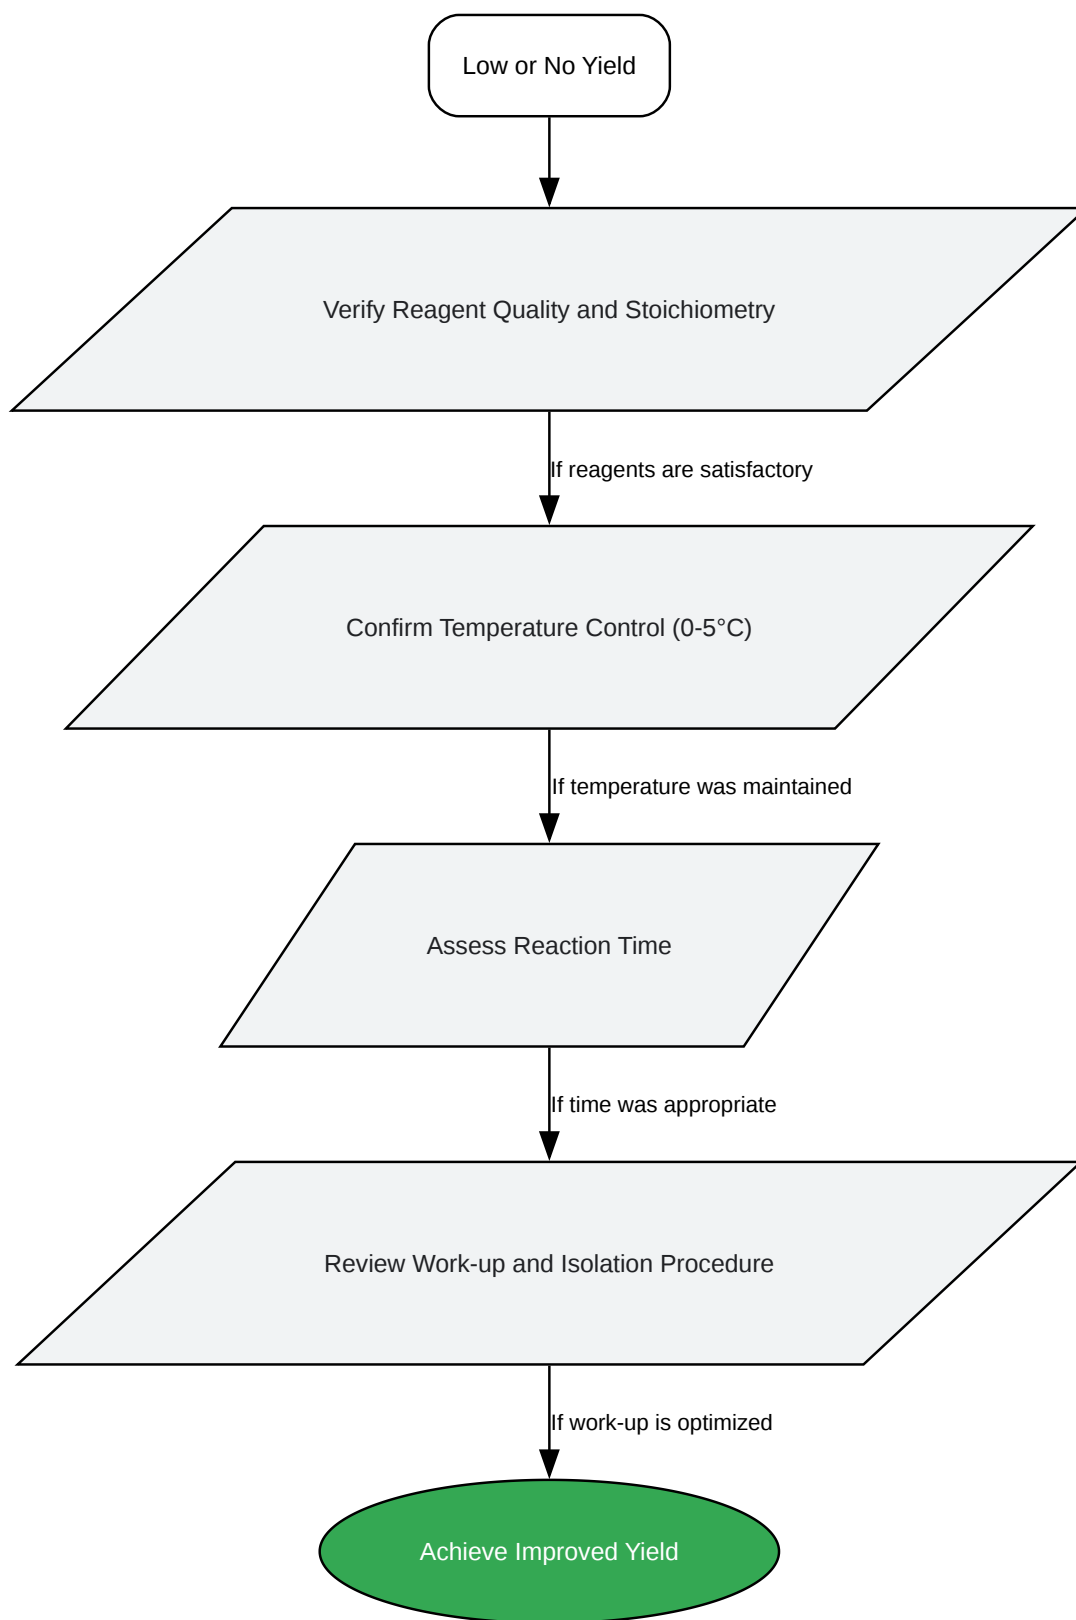 Low or No Yield
Verify Reagent Quality and Stoichiometry
If reagents are satisfactory
Confirm Temperature Control (0-5°C)
If temperature was maintained
Assess Reaction Time
If time was appropriate
Review Work-up and Isolation Procedure
If work-up is optimized
Achieve Improved Yield